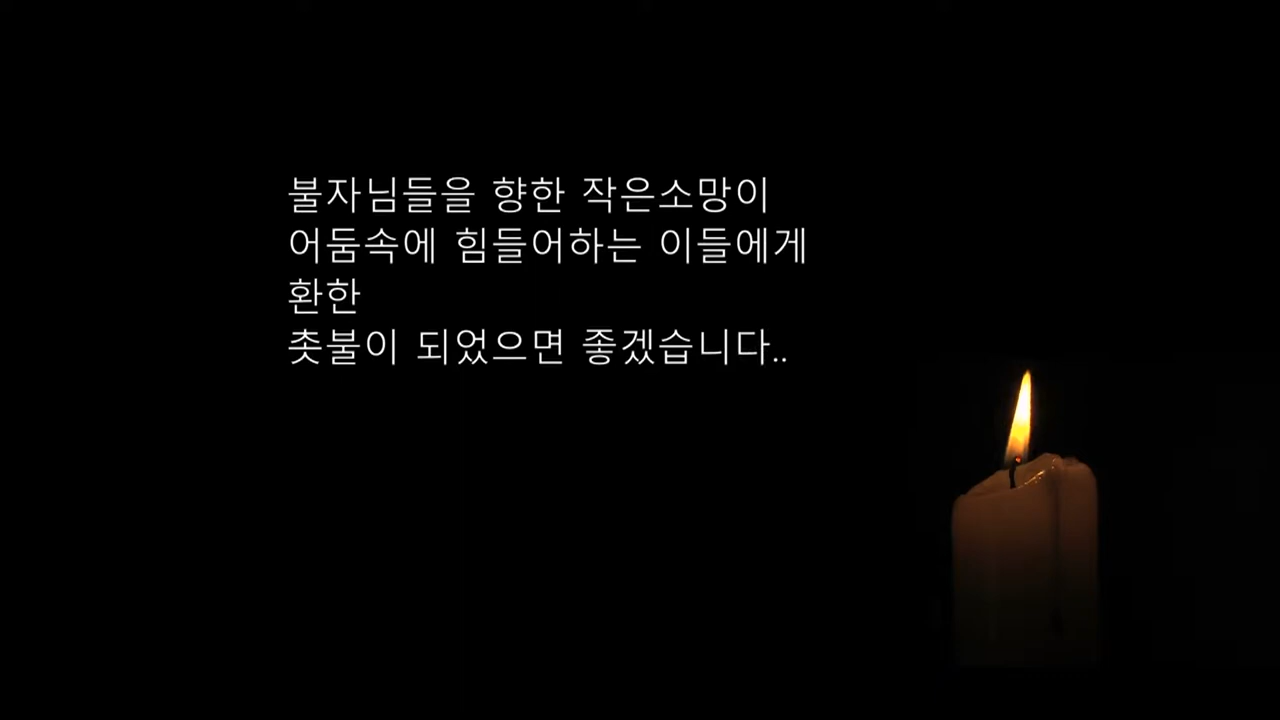 불자님들을 향한 작은소망이
어둠속에 힘들어하는 이들에게
환한
촛불이 되었으면 좋겠습니다..